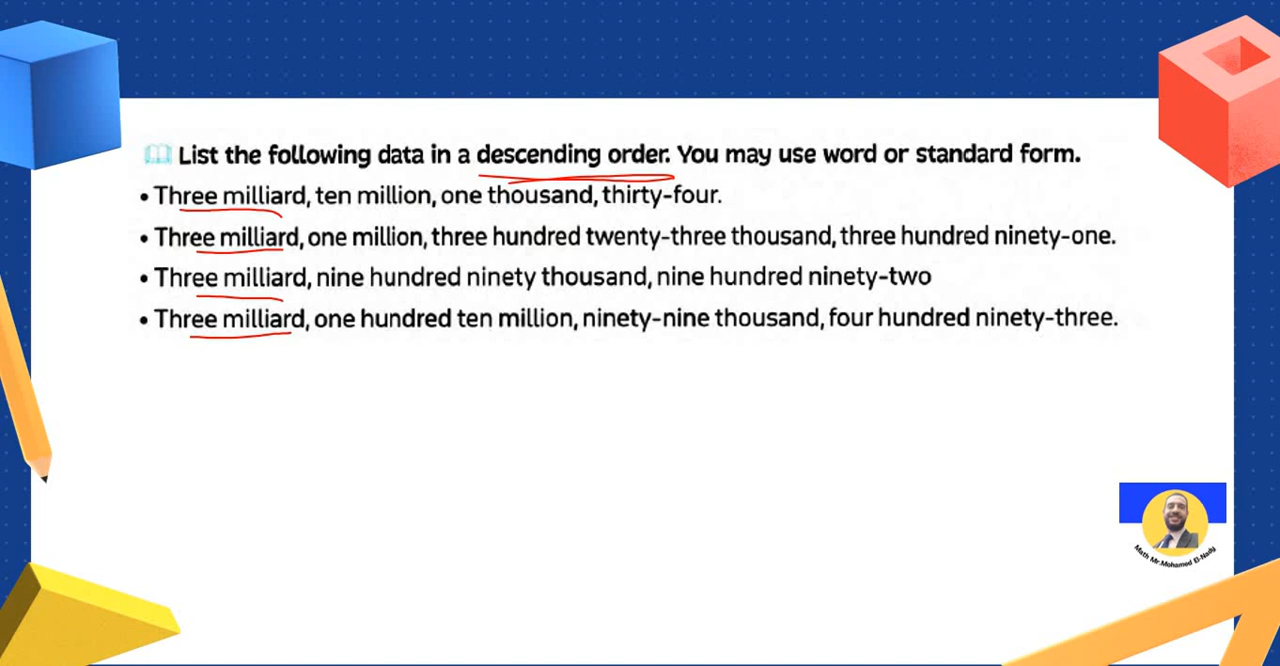 List the following data in a descending order. You may use word or standard form.
• Three milliard, ten million, one thousand, thirty-four.
• Three milliard, one million, three hundred twenty-three thousand, three hundred ninety-one.
• Three milliard, nine hundred ninety thousand, nine hundred ninety-two
• Three milliard, one hundred ten million, ninety-nine thousand, four hundred ninety-three.
Math Mr.Mohamed El-Nady